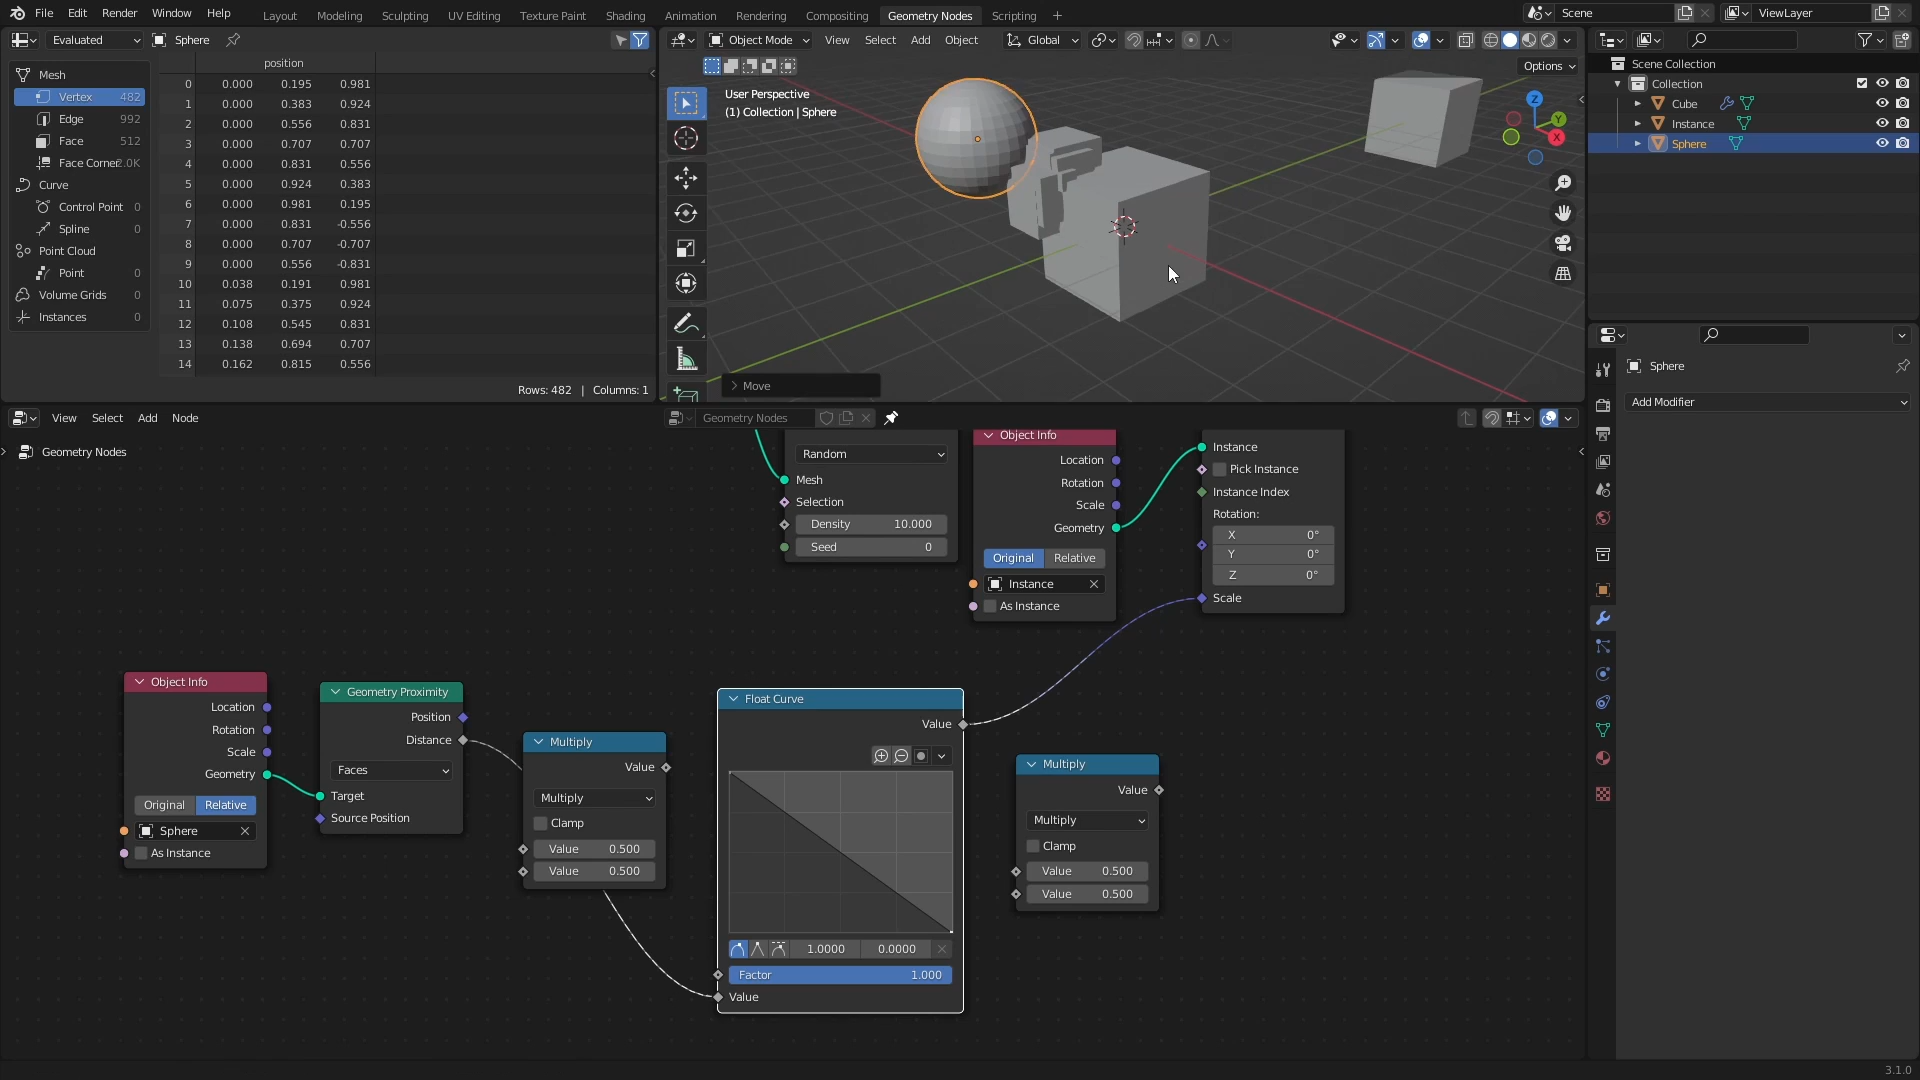 File Edit Render Window Help Layout Modeling Sculpting UV Editing Texture Paint Shading Animation Rendering Compositing Geometry Nodes Scripting + Scene ViewLayer
Evaluated Sphere
position
Mesh
Vertex 482
Edge 992
Face 512
Face Corner 2.0K
Curve
Control Point 0
Spline 0
Point Cloud
Point 0
Volume Grids 0
Instances 0
0 0.000 0.195 0.981
1 0.000 0.383 0.924
2 0.000 0.556 0.831
3 0.000 0.707 0.707
4 0.000 0.831 0.556
5 0.000 0.924 0.383
6 0.000 0.981 0.195
7 0.000 0.831 -0.556
8 0.000 0.707 -0.707
9 0.000 0.556 -0.831
10 0.038 0.191 0.981
11 0.075 0.375 0.924
12 0.108 0.545 0.831
13 0.138 0.694 0.707
14 0.162 0.815 0.556
Rows: 482 | Columns: 1
Object Mode View Select Add Object Global
Options
User Perspective
(1) Collection | Sphere
Z
Y
X
Move
Scene Collection
Collection
Cube
Instance
Sphere
Sphere
Add Modifier
View Select Add Node Geometry Nodes
Geometry Nodes
Random
Mesh
Selection
Density 10.000
Seed 0
Object Info
Location
Rotation
Scale
Geometry
Original Relative
Instance
As Instance
Instance
Pick Instance
Instance Index
Rotation:
X 0°
Y 0°
Z 0°
Scale
Object Info
Location
Rotation
Scale
Geometry
Original Relative
Sphere
As Instance
Geometry Proximity
Position
Distance
Faces
Target
Source Position
Multiply
Value
Multiply
Clamp
Value 0.500
Value 0.500
Float Curve
Value
1.0000 0.0000
Factor 1.000
Value
Multiply
Value
Multiply
Clamp
Value 0.500
Value 0.500
3.1.0